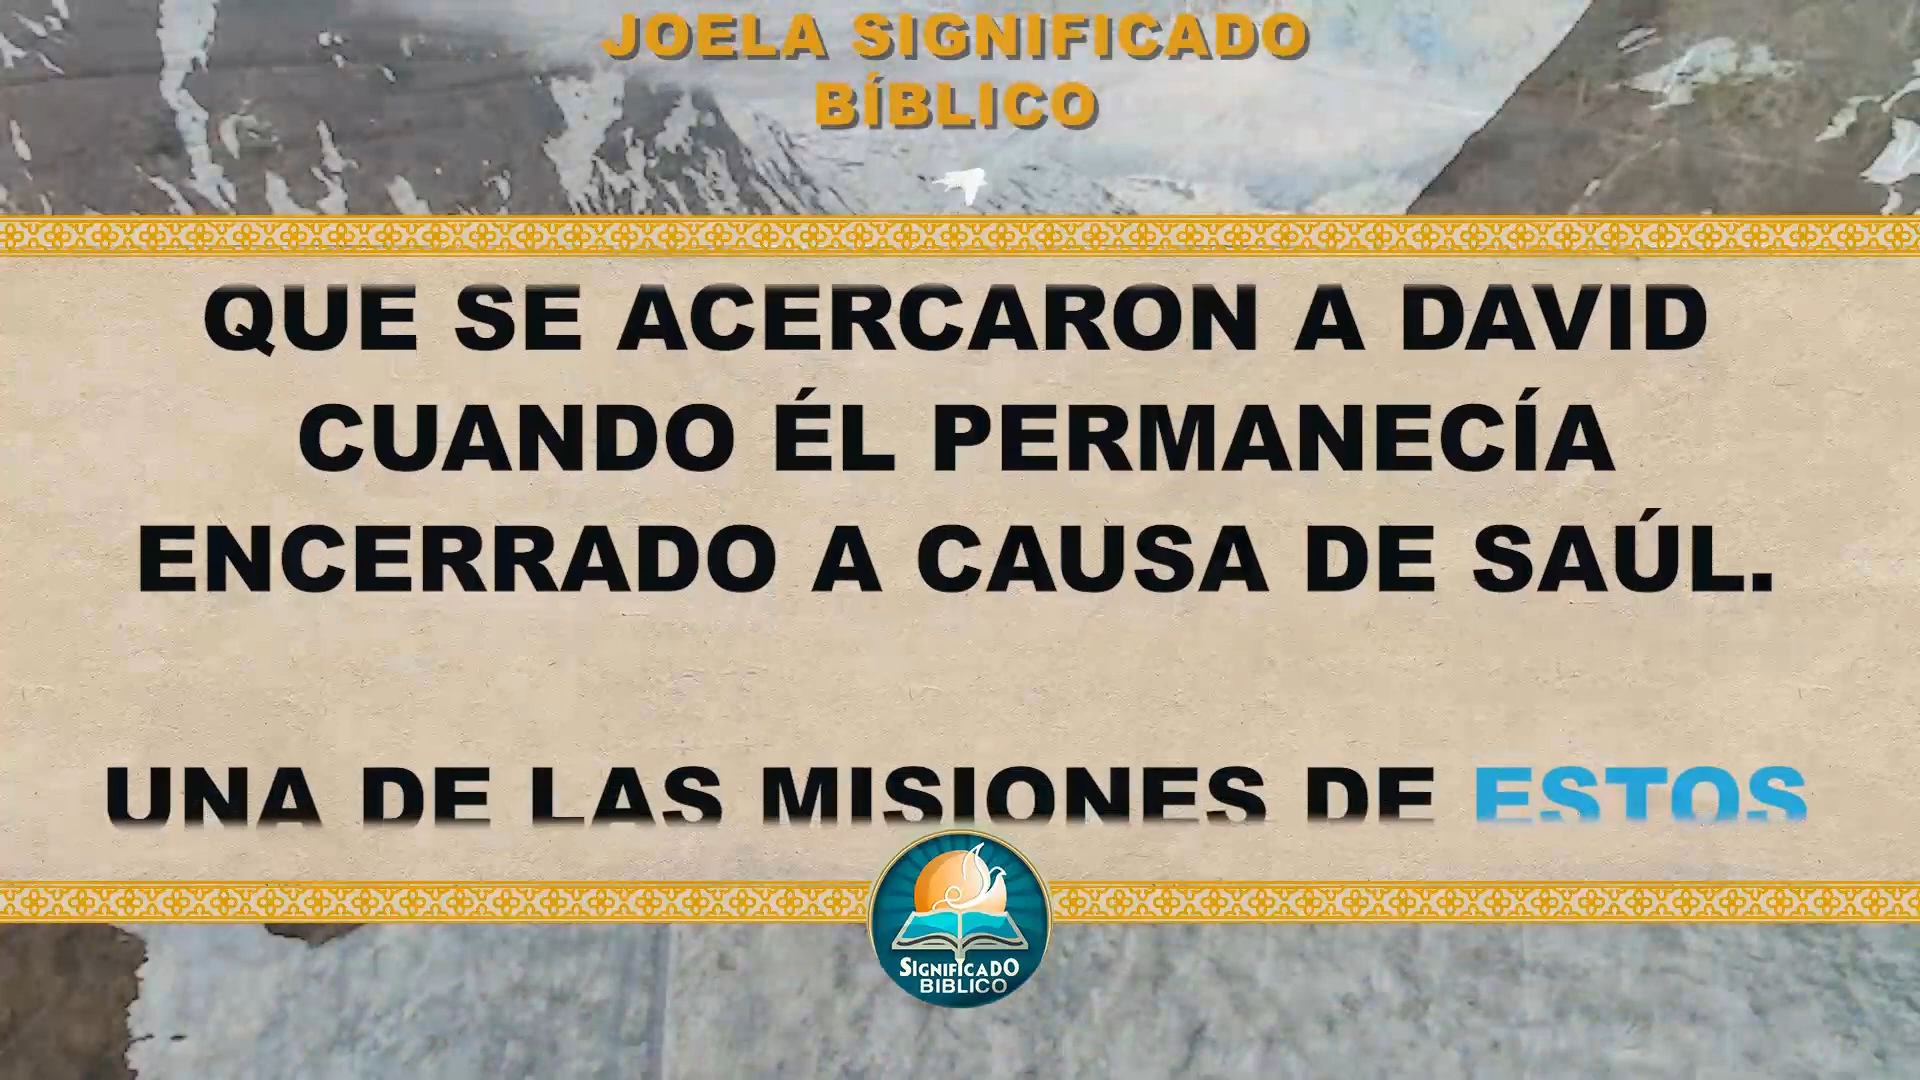 JOELA SIGNIFICADO
BÍBLICO
QUE SE ACERCARON A DAVID
CUANDO ÉL PERMANECÍA
ENCERRADO A CAUSA DE SAÚL.
UNA DE LAS MISIONES DE ESTOS
SIGNIFICADO
BIBLICO